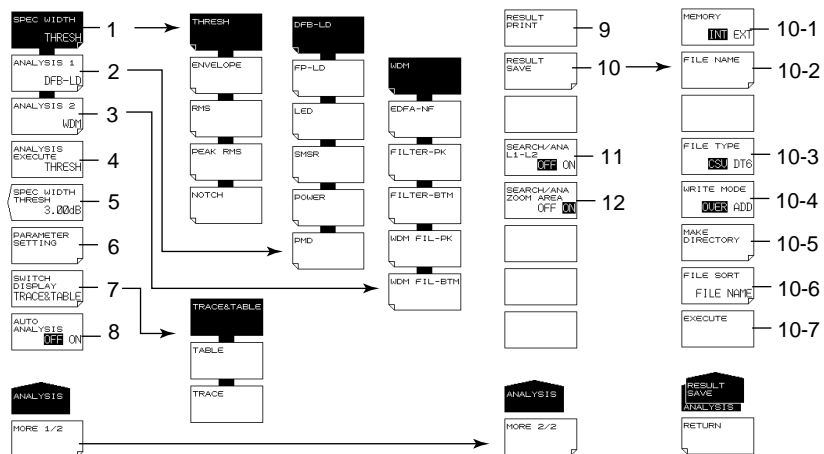 SPEC WIDTH
THRESH
1
ANALYSIS 1
DFB-LD
2
ANALYSIS 2
WDM
3
ANALYSIS
EXECUTE
THRESH
4
SPEC WIDTH
THRESH
3.00dB
5
PARAMETER
SETTING
6
SWITCH
DISPLAY
TRACE&TABLE
7
AUTO
ANALYSIS
OFF ON
8
ANALYSIS
MORE 1/2
THRESH
ENVELOPE
RMS
PEAK RMS
NOTCH
TRACE&TABLE
TABLE
TRACE
DFB-LD
FP-LD
LED
SMSR
POWER
PMD
WDM
EDFA-NF
FILTER-PK
FILTER-BTM
WDM FIL-PK
WDM FIL-BTM
RESULT
PRINT
9
RESULT
SAVE
10
SEARCH/ANA
L1-L2
OFF ON
11
SEARCH/ANA
ZOOM AREA
OFF ON
12
ANALYSIS
MORE 2/2
MEMORY
INT EXT
10-1
FILE NAME
10-2
FILE TYPE
CSV DT6
10-3
WRITE MODE
OVER ADD
10-4
MAKE
DIRECTORY
10-5
FILE SORT
FILE NAME
10-6
EXECUTE
10-7
RESULT
SAVE
ANALYSIS
RETURN